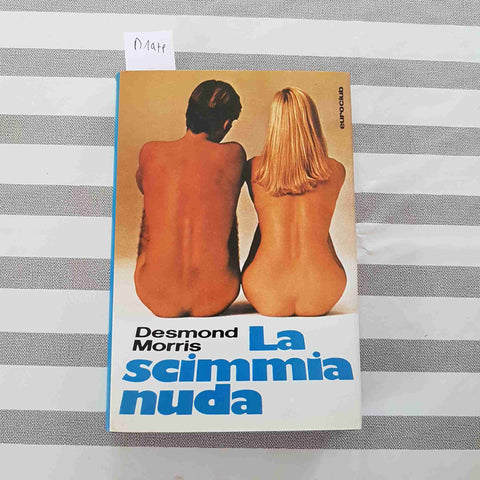 euroclub
Desmond
Morris
La
scimmia
nuda